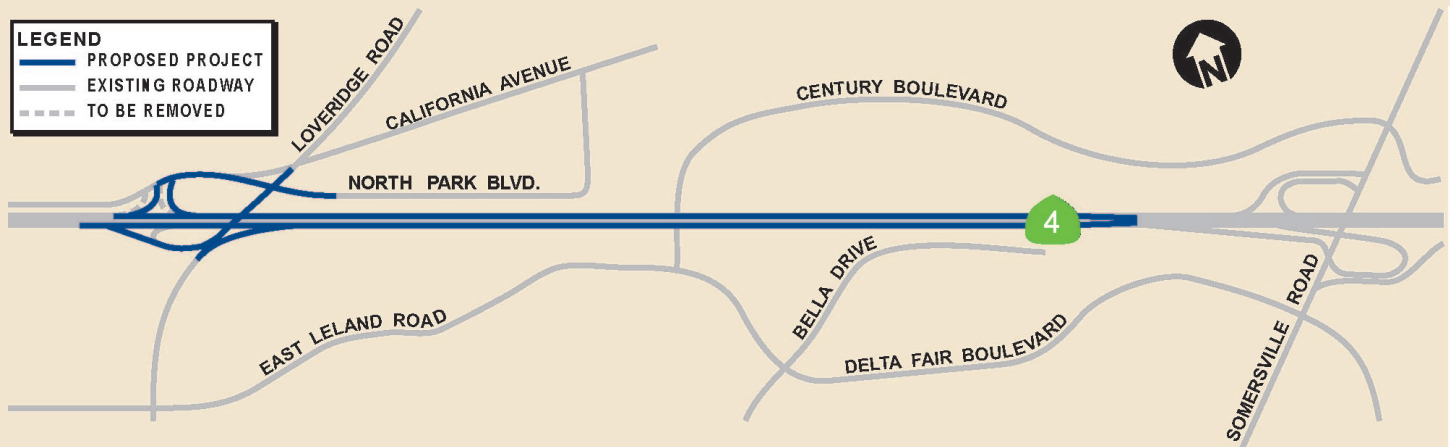 LEGEND
PROPOSED PROJECT
EXISTING ROADWAY
TO BE REMOVED
LOVERIDGE ROAD
CALIFORNIA AVENUE
NORTH PARK BLVD.
CENTURY BOULEVARD
N
4
BELLA DRIVE
EAST LELAND ROAD
DELTA FAIR BOULEVARD
SOMERSVILLE ROAD